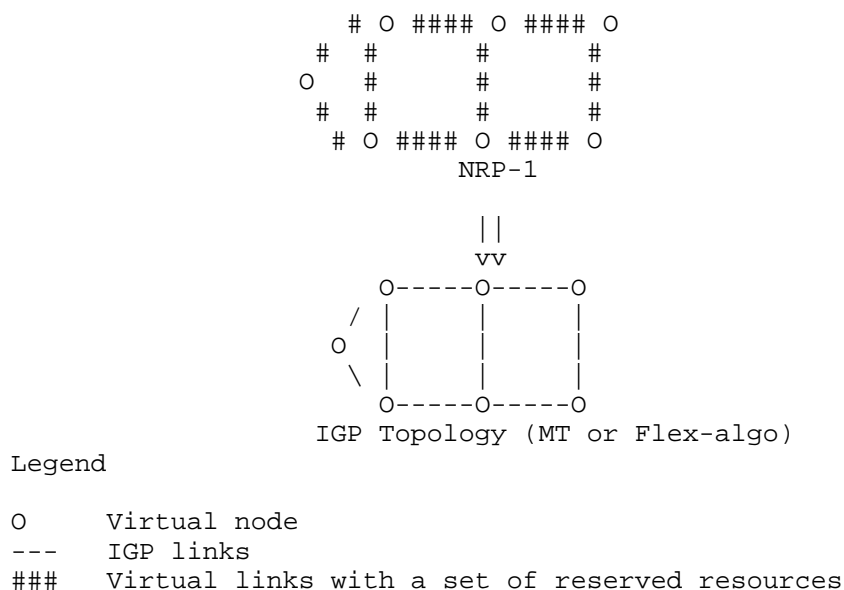 # O #### O #### O
# # # #
O # # #
# # # #
# O #### O #### O
NRP-1
||
vv
O-----O-----O
/ | | |
O | | |
\ | | |
O-----O-----O
IGP Topology (MT or Flex-algo)
Legend
O Virtual node
--- IGP links
### Virtual links with a set of reserved resources